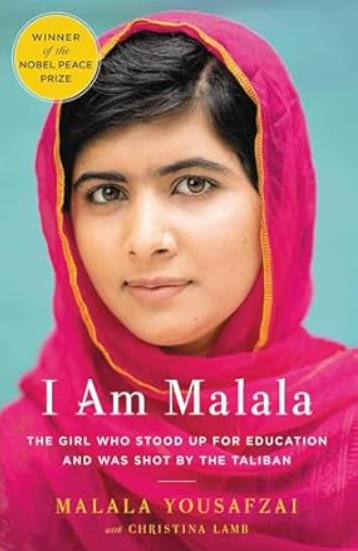 WINNER
of the
NOBEL PEACE
PRIZE
I Am Malala
THE GIRL WHO STOOD UP FOR EDUCATION
AND WAS SHOT BY THE TALIBAN
MALALA YOUSAFZAI
with CHRISTINA LAMB